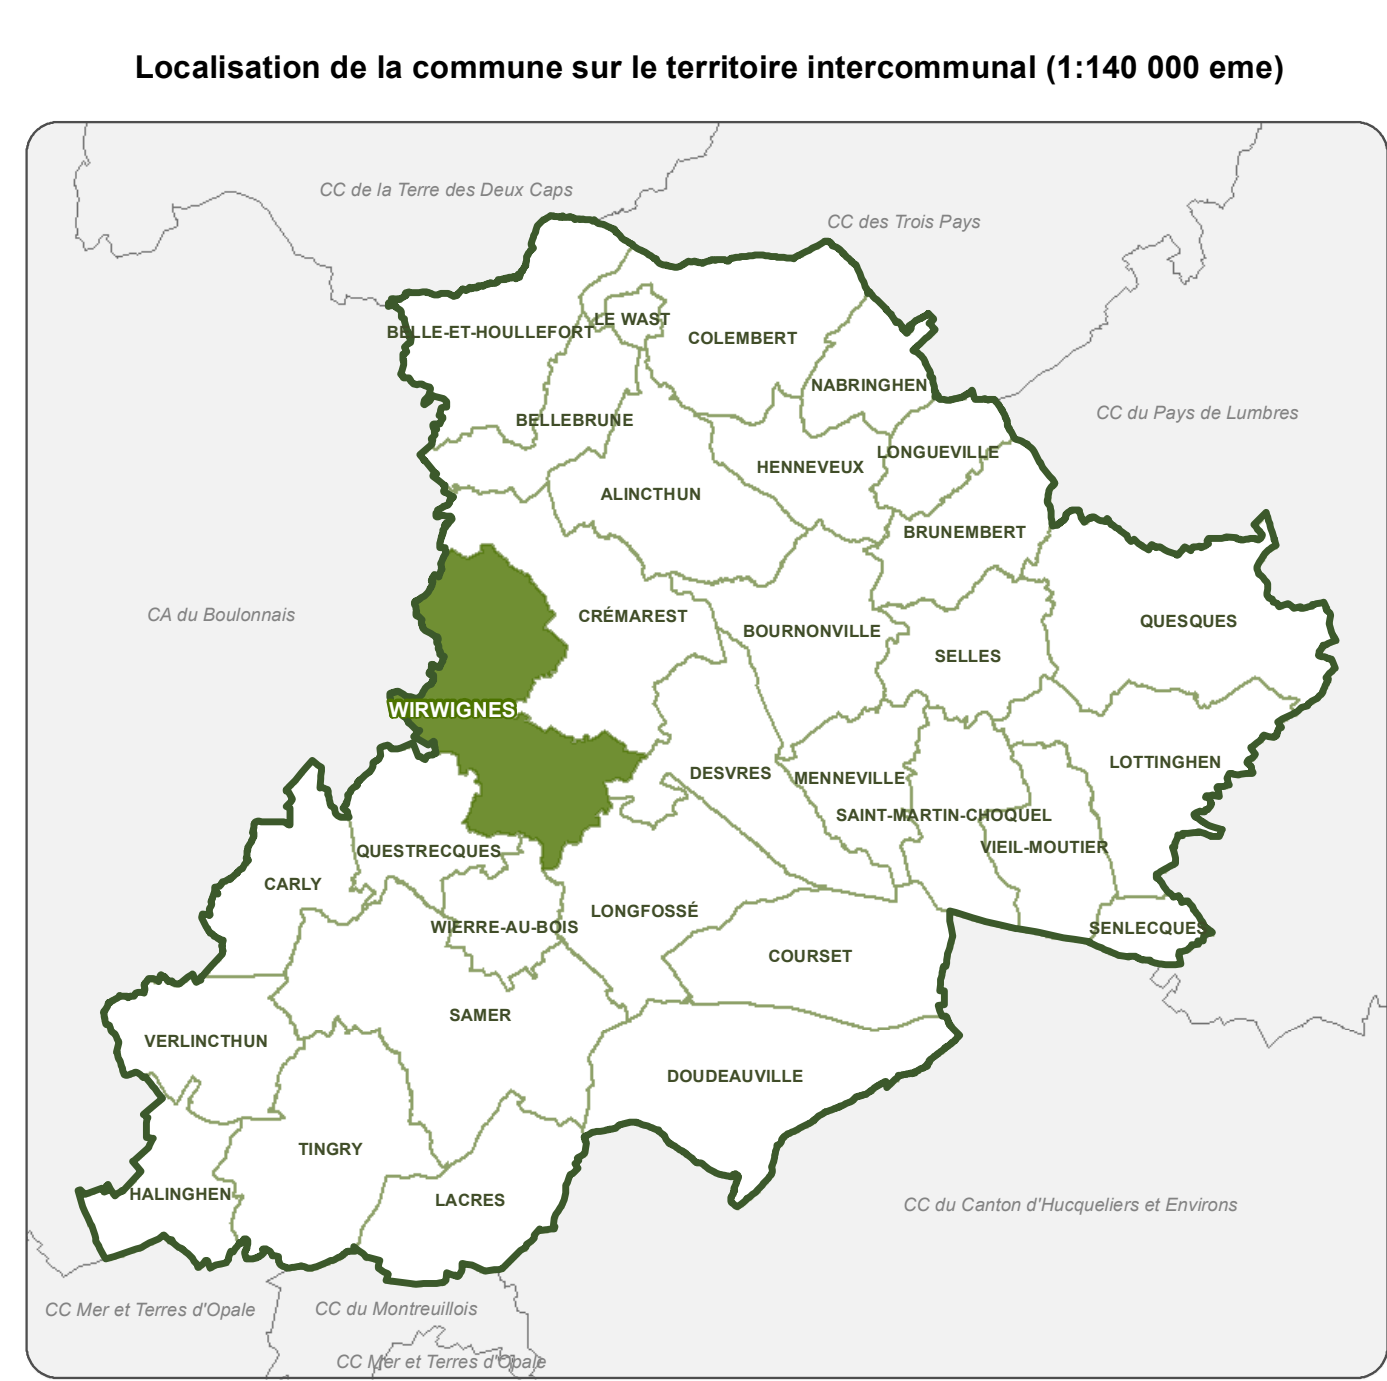 Localisation de la commune sur le territoire intercommunal (1:140 000 eme)
CC de la Terre des Deux Caps
CC des Trois Pays
LE WAST
BELLE-ET-HOULLEFORT
COLEMBERT
NABRINGHEN
CC du Pays de Lumbres
BELLEBRUNE
LONGUEVILLE
HENNEVEUX
ALINCTHUN
BRUNEMBERT
CA du Boulonnais
CRÉMAREST
QUESQUES
BOURNONVILLE
SELLES
WIRWIGNES
LOTTINGHEN
DESVRES
MENNEVILLE
SAINT-MARTIN-CHOQUEL
VIEIL-MOUTIER
QUESTRECQUES
CARLY
LONGFOSSÉ
WIERRE-AU-BOIS
SENLECQUES
COURSET
SAMER
VERLINCTHUN
DOUDEAUVILLE
TINGRY
HALINGHEN
LACRES
CC du Canton d'Hucqueliers et Environs
CC Mer et Terres d'Opale
CC du Montreuillois
CC Mer et Terres d'Opale